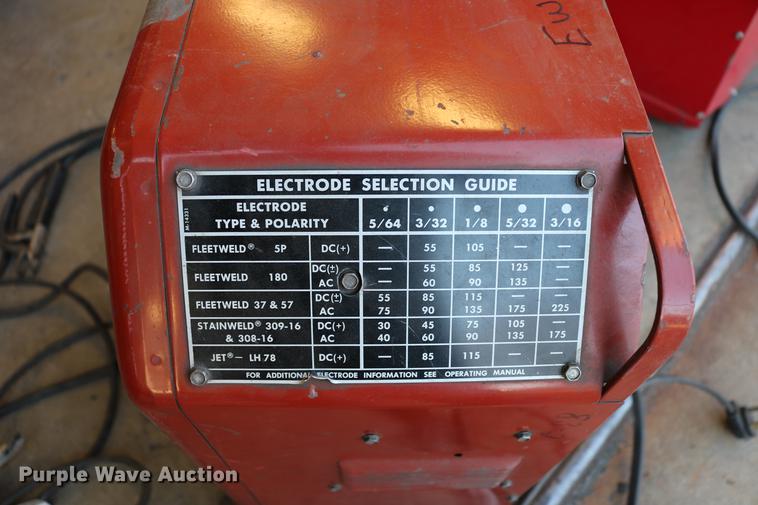 EW
ELECTRODE SELECTION GUIDE
M-14331
ELECTRODE
TYPE & POLARITY 5/64 3/32 1/8 5/32 3/16
FLEETWELD® 5P DC(+) — 55 105 — —
FLEETWELD 180 DC(±) — 55 85 125 —
AC — 60 90 135 —
FLEETWELD 37 & 57 DC(±) 55 85 115 — —
AC 75 90 135 175 225
STAINWELD® 309-16 DC(+) 30 45 75 105 —
& 308-16 AC 40 60 90 135 175
JET®— LH 78 DC(+) — 85 115 — —
FOR ADDITIONAL ELECTRODE INFORMATION SEE OPERATING MANUAL
Purple Wave Auction